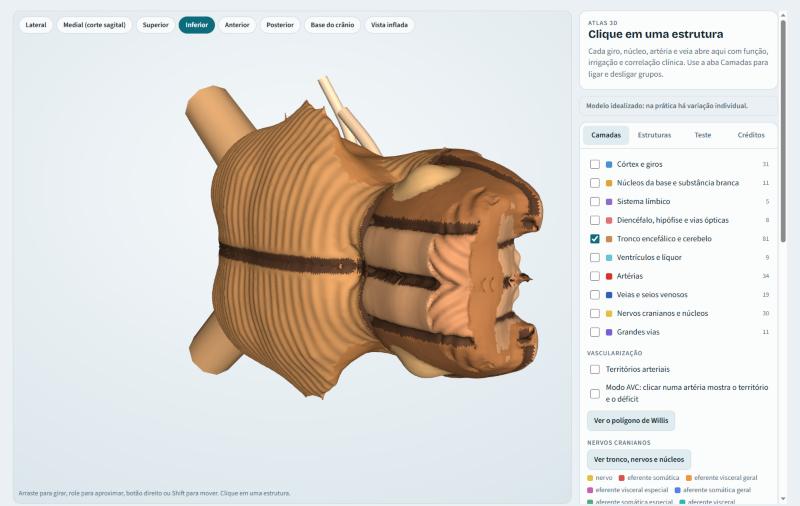 Lateral
Medial (corte sagital)
Superior
Inferior
Anterior
Posterior
Base do crânio
Vista inflada
Arraste para girar, role para aproximar, botão direito ou Shift para mover. Clique em uma estrutura.
ATLAS 3D
Clique em uma estrutura
Cada giro, núcleo, artéria e veia abre aqui com função,
irrigação e correlação clínica. Use a aba Camadas para
ligar e desligar grupos.
Modelo idealizado: na prática há variação individual.
Camadas
Estruturas
Teste
Créditos
Córtex e giros 31
Núcleos da base e substância branca 11
Sistema límbico 5
Diencéfalo, hipófise e vias ópticas 8
Tronco encefálico e cerebelo 81
Ventrículos e líquor 9
Artérias 34
Veias e seios venosos 19
Nervos cranianos e núcleos 30
Grandes vias 11
VASCULARIZAÇÃO
Territórios arteriais
Modo AVC: clicar numa artéria mostra o território
e o déficit
Ver o polígono de Willis
NERVOS CRANIANOS
Ver tronco, nervos e núcleos
nervo eferente somática eferente visceral geral
eferente visceral especial aferente somática geral
aferente somática especial aferente visceral